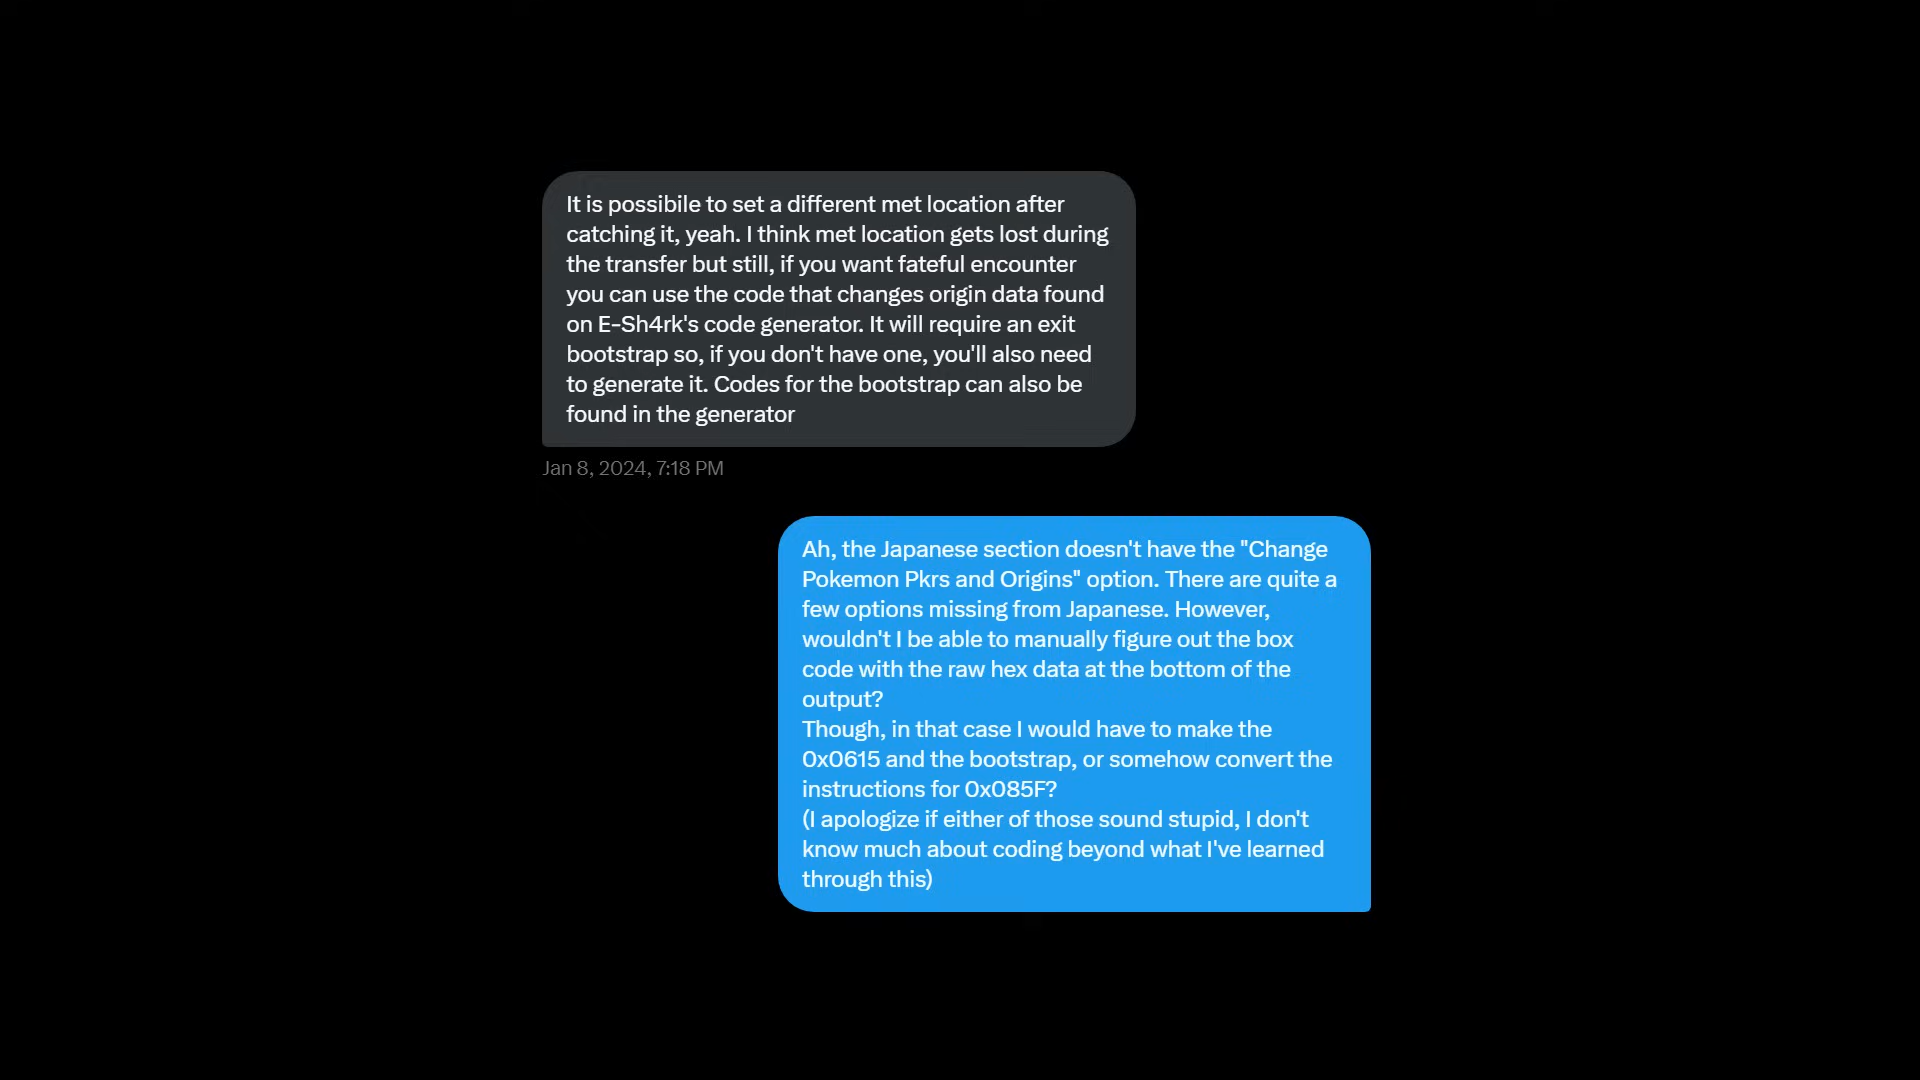 It is possibile to set a different met location after
catching it, yeah. I think met location gets lost during
the transfer but still, if you want fateful encounter
you can use the code that changes origin data found
on E-Sh4rk's code generator. It will require an exit
bootstrap so, if you don't have one, you'll also need
to generate it. Codes for the bootstrap can also be
found in the generator
Jan 8, 2024, 7:18 PM
Ah, the Japanese section doesn't have the "Change
Pokemon Pkrs and Origins" option. There are quite a
few options missing from Japanese. However,
wouldn't I be able to manually figure out the box
code with the raw hex data at the bottom of the
output?
Though, in that case I would have to make the
0x0615 and the bootstrap, or somehow convert the
instructions for 0x085F?
(I apologize if either of those sound stupid, I don't
know much about coding beyond what I've learned
through this)